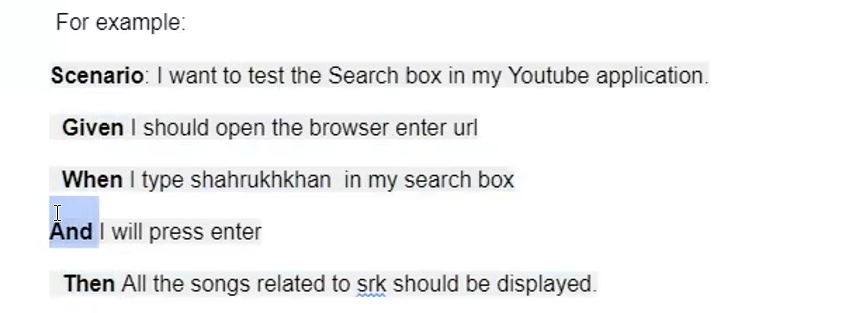 For example:
Scenario: I want to test the Search box in my Youtube application.
Given I should open the browser enter url
When I type shahrukhkhan in my search box
And I will press enter
Then All the songs related to srk should be displayed.